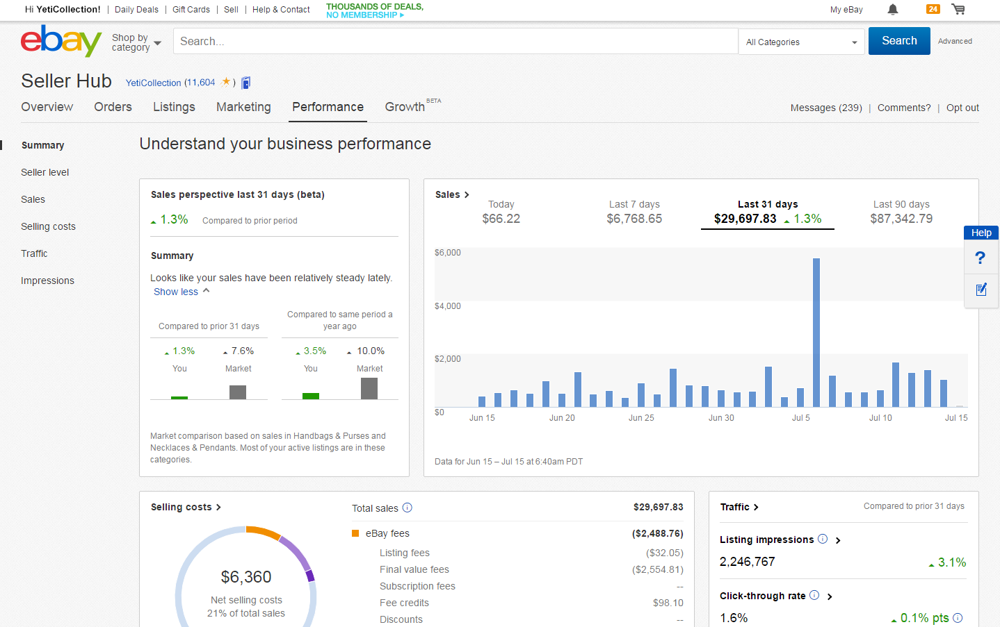 Hi YetiCollection! | Daily Deals | Gift Cards | Sell | Help & Contact
THOUSANDS OF DEALS,
NO MEMBERSHIP ▸
My eBay
24
ebay
Shop by
category
Search...
All Categories
Search
Advanced
Seller Hub
YetiCollection (11,604 ★ )
Overview
Orders
Listings
Marketing
Performance
Growth BETA
Messages (239) | Comments? | Opt out
Summary
Seller level
Sales
Selling costs
Traffic
Impressions
Understand your business performance
Sales perspective last 31 days (beta)
1.3% Compared to prior period
Summary
Looks like your sales have been relatively steady lately.
Show less
Compared to prior 31 days
1.3% 7.6%
You Market
Compared to same period a
year ago
3.5% 10.0%
You Market
Market comparison based on sales in Handbags & Purses and
Necklaces & Pendants. Most of your active listings are in these
categories.
Sales
Today
$66.22
Last 7 days
$6,768.65
Last 31 days
$29,697.83 1.3%
Last 90 days
$87,342.79
$6,000
$4,000
$2,000
$0
Jun 15 Jun 20 Jun 25 Jun 30 Jul 5 Jul 10 Jul 15
Data for Jun 15 – Jul 15 at 6:40am PDT
Help
?
Selling costs
$6,360
Net selling costs
21% of total sales
Total sales $29,697.83
eBay fees ($2,488.76)
Listing fees ($32.05)
Final value fees ($2,554.81)
Subscription fees --
Fee credits $98.10
Discounts --
Traffic
Compared to prior 31 days
Listing impressions
2,246,767 3.1%
Click-through rate
1.6% 0.1% pts